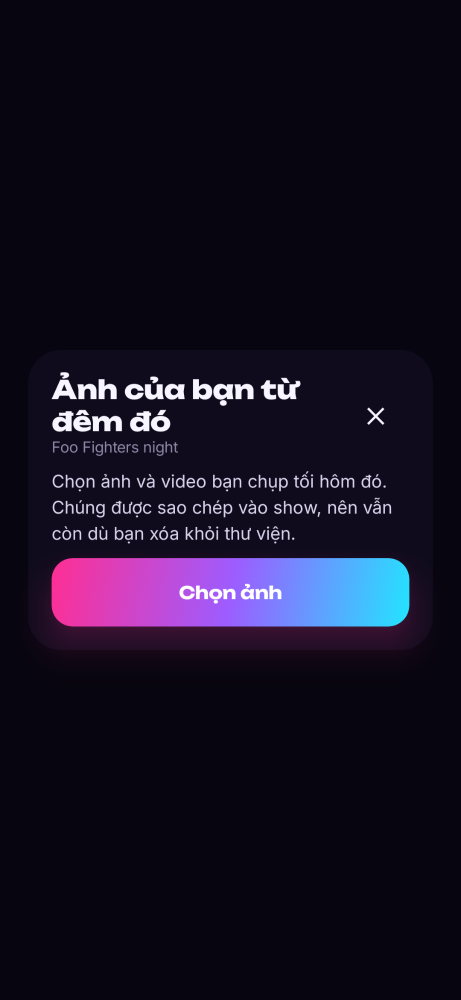 Ảnh của bạn từ
đêm đó
Foo Fighters night
Chọn ảnh và video bạn chụp tối hôm đó.
Chúng được sao chép vào show, nên vẫn
còn dù bạn xóa khỏi thư viện.
Chọn ảnh